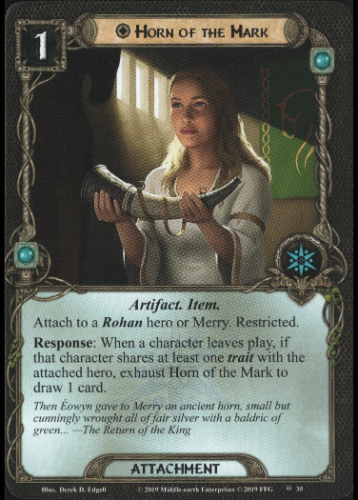 1
HORN OF THE MARK
Artifact. Item.
Attach to a Rohan hero or Merry. Restricted.
Response: When a character leaves play, if
that character shares at least one trait with the
attached hero, exhaust Horn of the Mark to
draw 1 card.
Then Éowyn gave to Merry an ancient horn, small but
cunningly wrought all of fair silver with a baldric of
green... —The Return of the King
Illus. Derek D. Edgell © 2019 Middle-earth Enterprises © 2019 FFG 35
ATTACHMENT